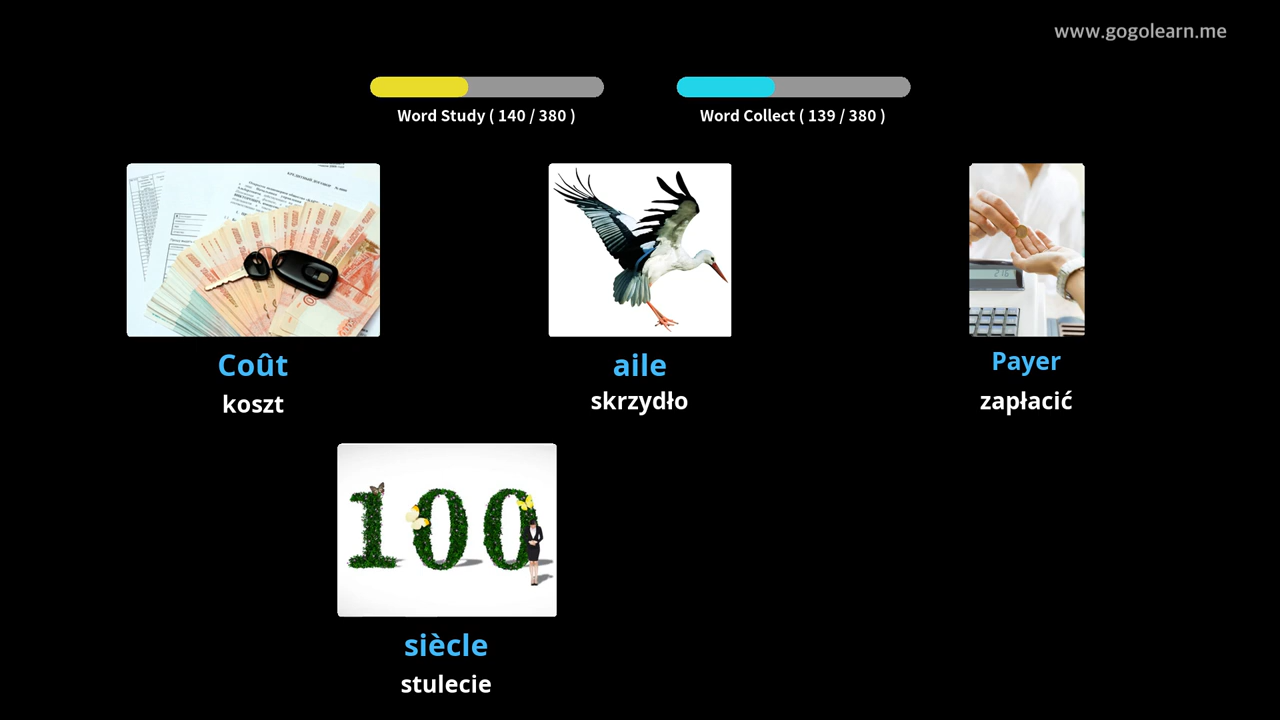 www.gogolearn.me
Word Study ( 140 / 380 )
Word Collect ( 139 / 380 )
Coût
koszt
aile
skrzydło
Payer
zapłacić
100
siècle
stulecie